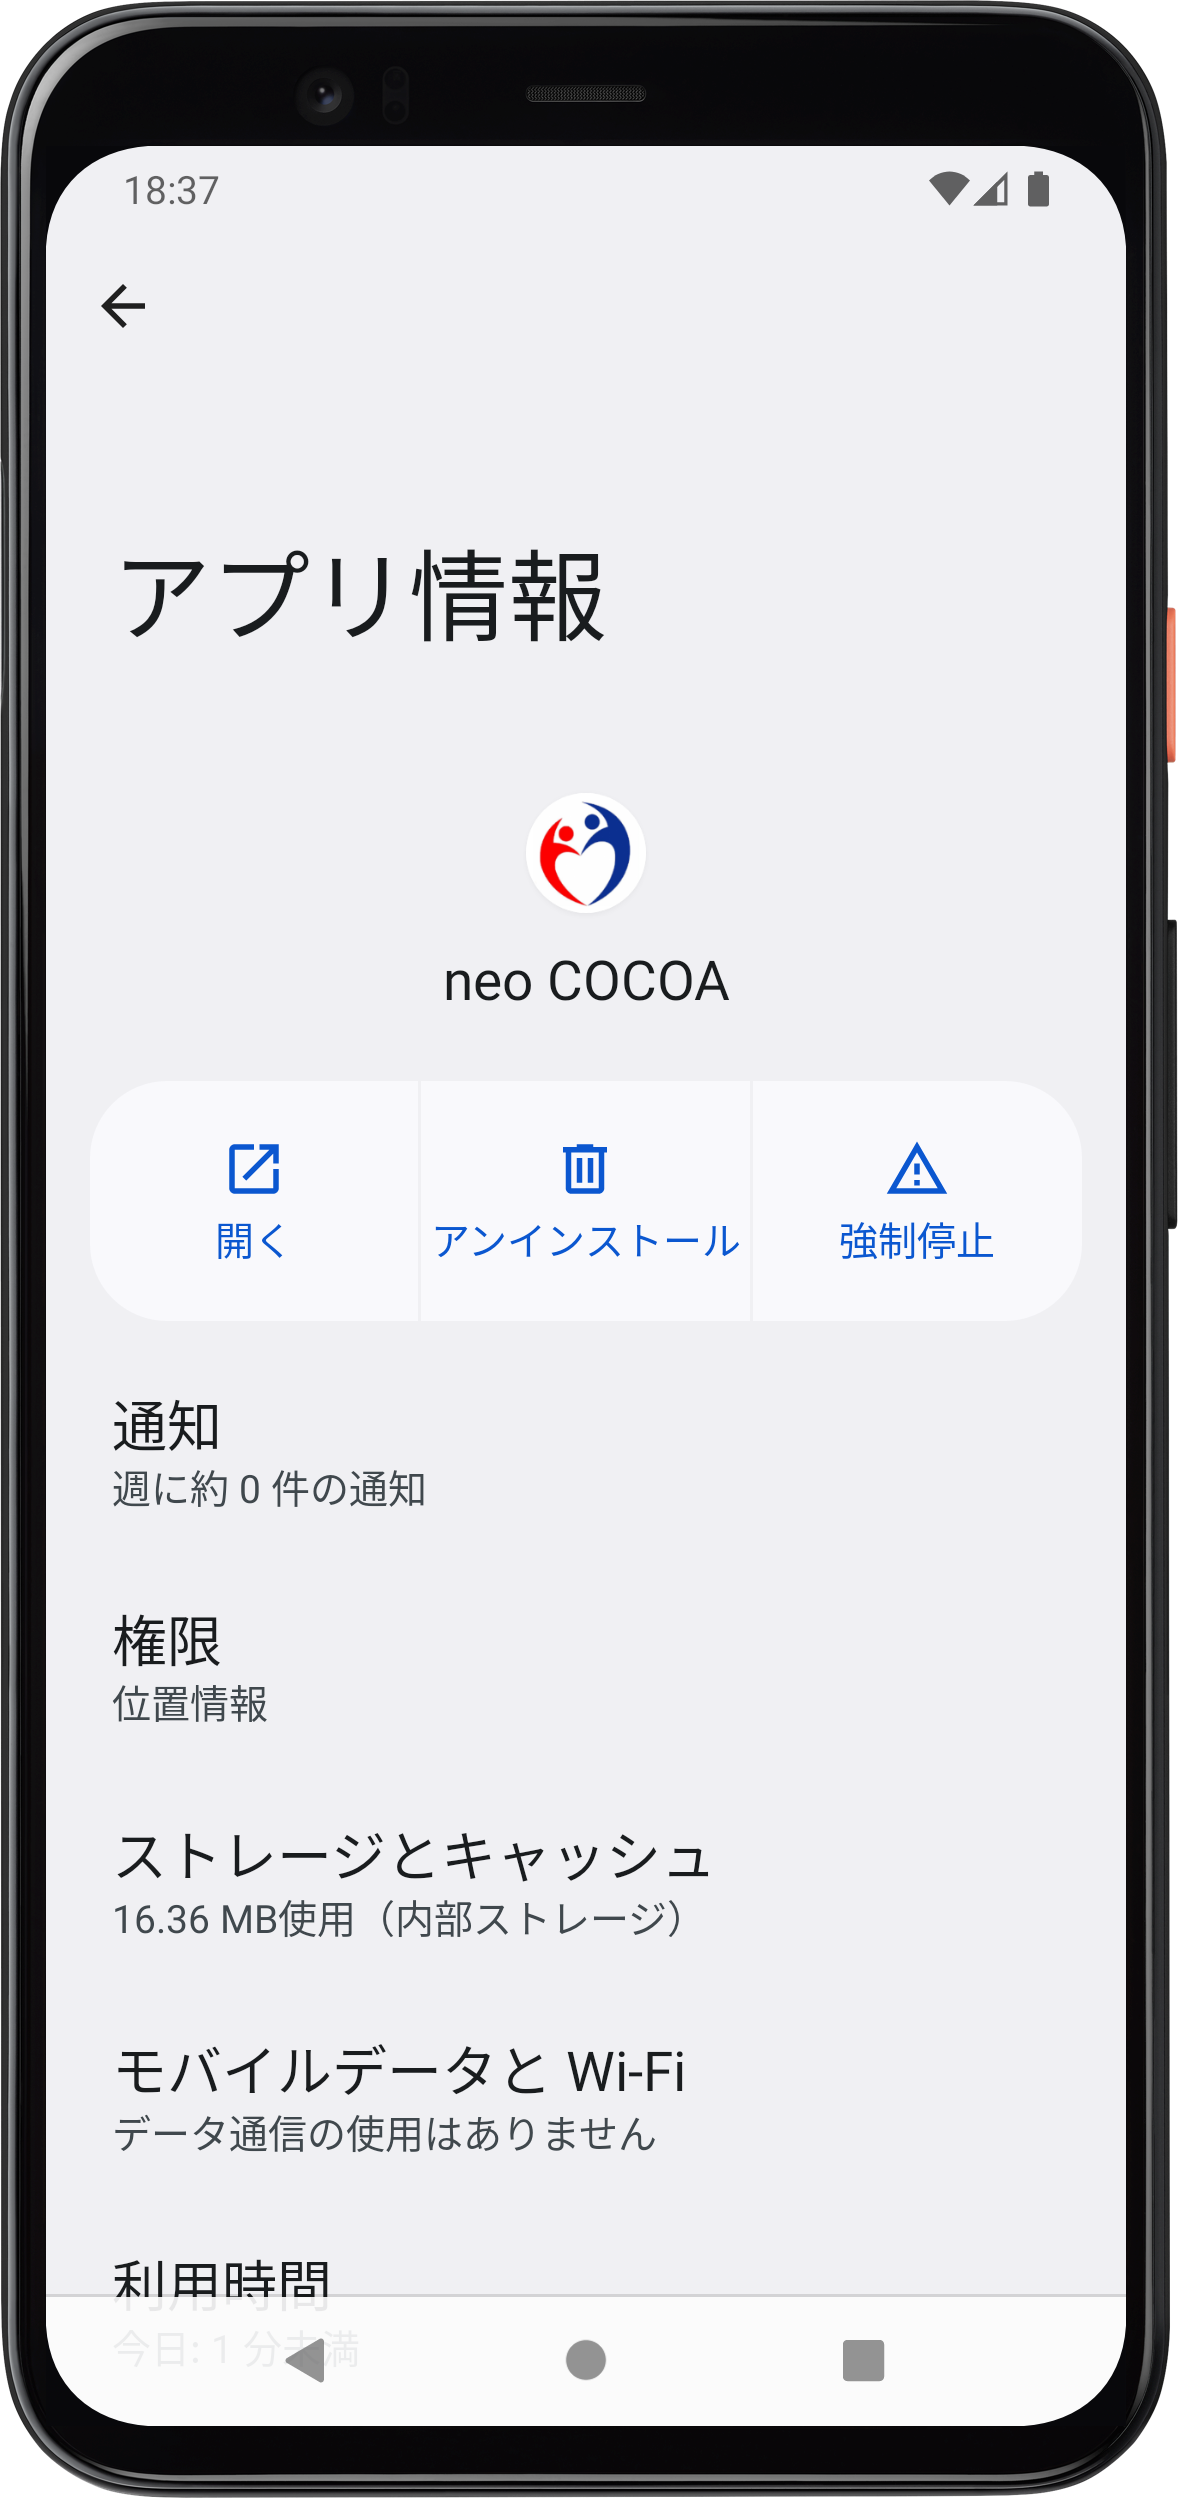 18:37
アプリ情報
neo COCOA
開く
アンインストール
強制停止
通知
週に約 0 件の通知
権限
位置情報
ストレージとキャッシュ
16.36 MB使用（内部ストレージ）
モバイルデータと Wi-Fi
データ通信の使用はありません
利用時間
今日: 1 分未満